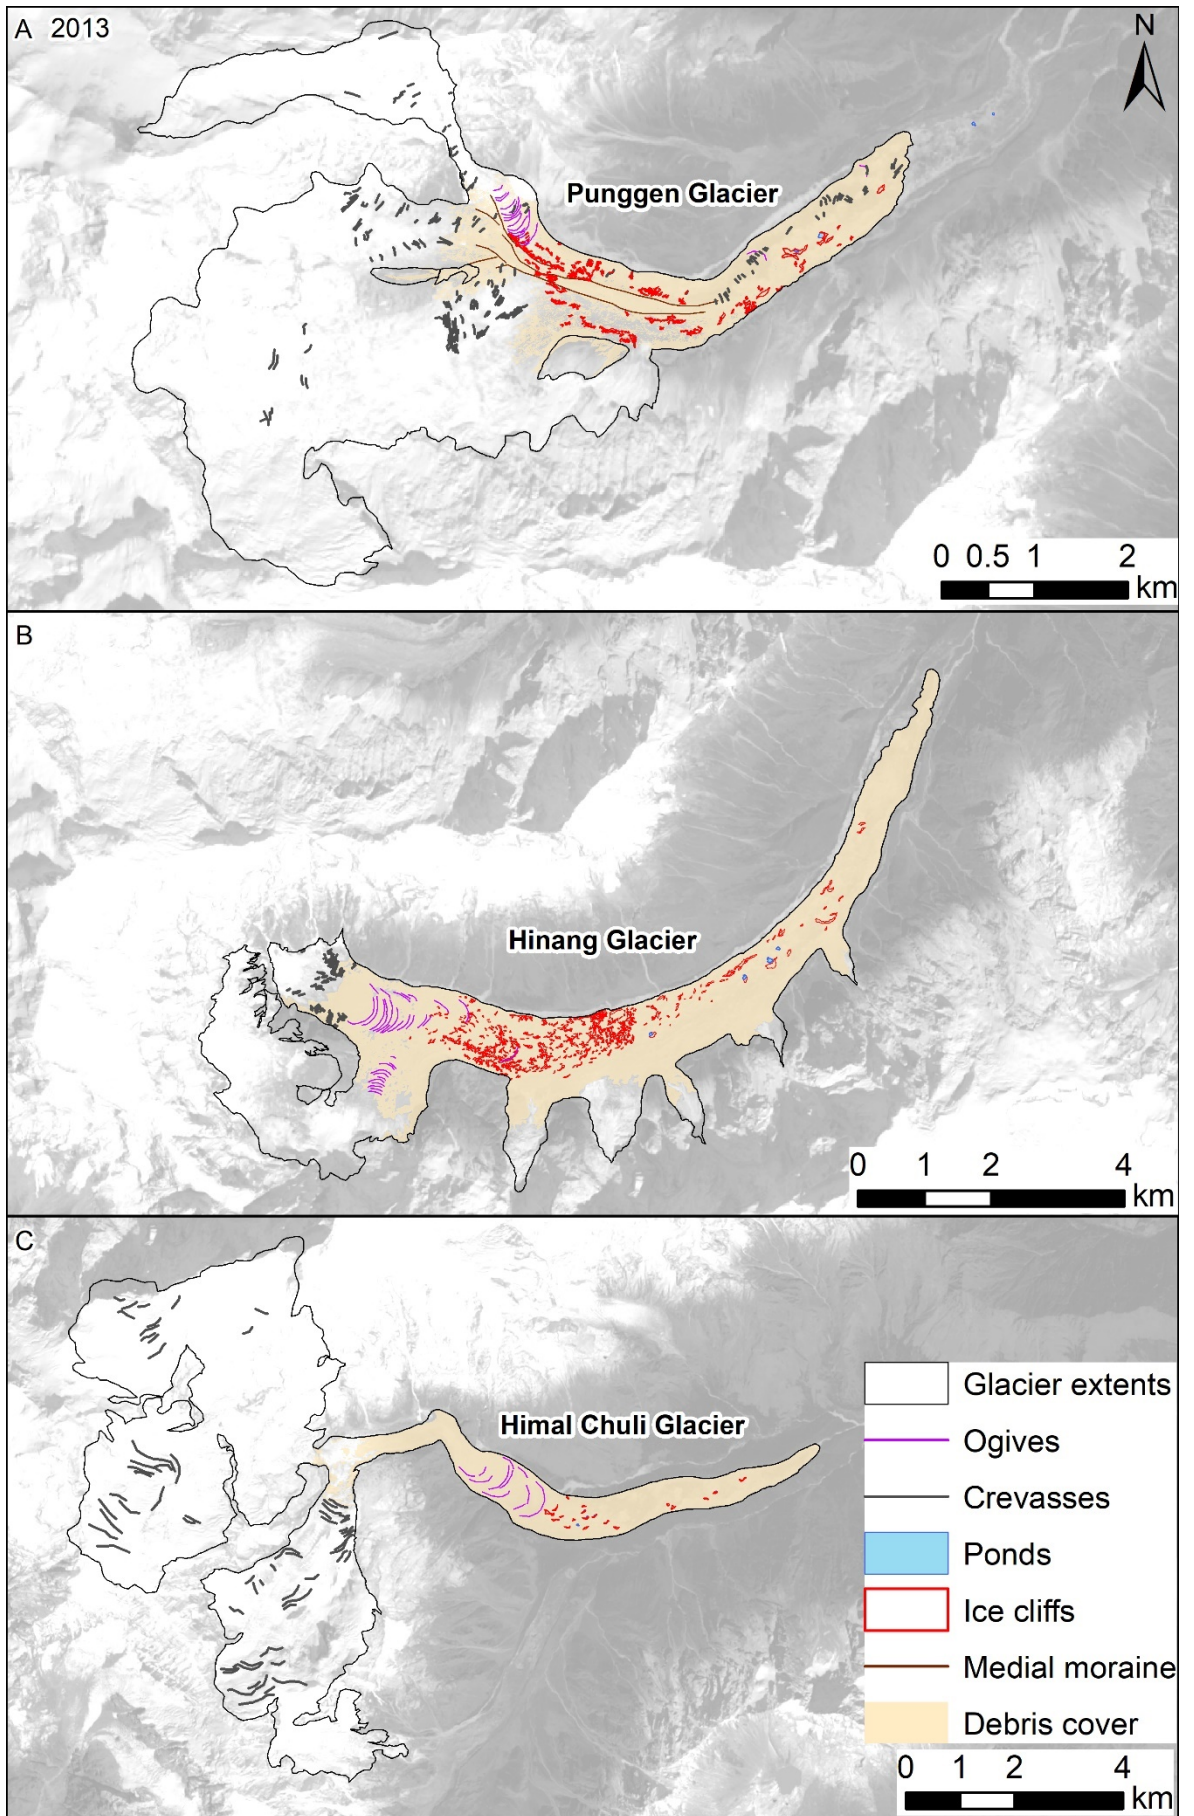 A 2013
N
Punggen Glacier
0 0.5 1 2
km
B
Hinang Glacier
0 1 2 4
km
C
Himal Chuli Glacier
Glacier extents
Ogives
Crevasses
Ponds
Ice cliffs
Medial moraine
Debris cover
0 1 2 4
km